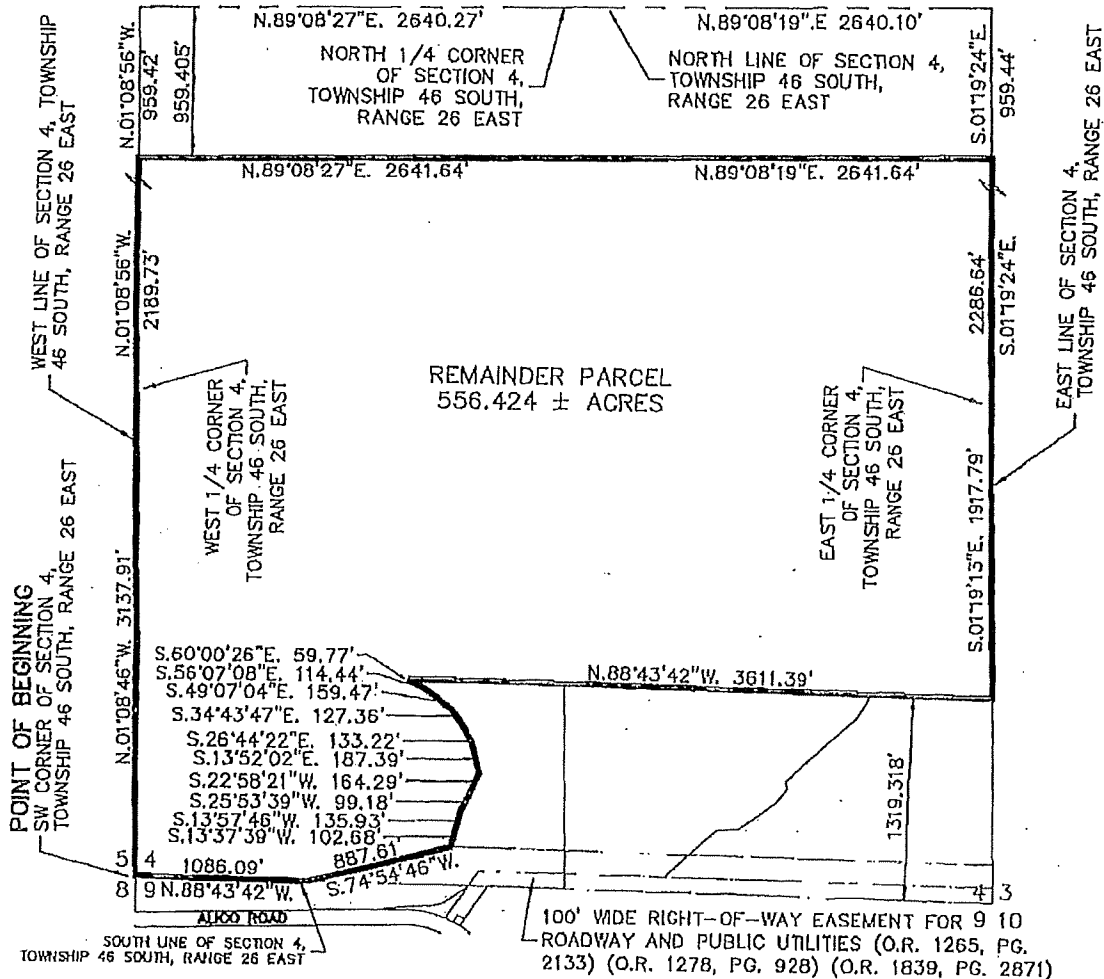 N.89°08'27"E. 2640.27'
N.89°08'19".E 2640.10'
NORTH 1/4 CORNER
OF SECTION 4,
TOWNSHIP 46 SOUTH,
RANGE 26 EAST
NORTH LINE OF SECTION 4,
TOWNSHIP 46 SOUTH,
RANGE 26 EAST
N.01°08'56"W.
959.42'
959.405'
S.01°19'24"E.
959.44'
WEST LINE OF SECTION 4, TOWNSHIP
46 SOUTH, RANGE 26 EAST
N.89°08'27"E. 2641.64'
N.89°08'19"E. 2641.64'
N.01°08'56"W.
2189.73'
2286.64'
S.01°19'24"E.
EAST LINE OF SECTION 4,
TOWNSHIP 46 SOUTH, RANGE 26 EAST
REMAINDER PARCEL
556.424 ± ACRES
WEST 1/4 CORNER
OF SECTION 4,
TOWNSHIP 46 SOUTH,
RANGE 26 EAST
EAST 1/4 CORNER
OF SECTION 4,
TOWNSHIP 46 SOUTH,
RANGE 26 EAST
N.01°08'46"W. 3137.91'
S.01°19'13"E. 1917.79'
POINT OF BEGINNING
SW CORNER OF SECTION 4,
TOWNSHIP 46 SOUTH, RANGE 26 EAST
S.60°00'26"E. 59.77'
S.56°07'08"E. 114.44'
S.49°07'04"E. 159.47'
S.34°43'47"E. 127.36'
S.26°44'22"E. 133.22'
S.13°52'02"E. 187.39'
S.22°58'21"W. 164.29'
S.25°53'39"W. 99.18'
S.13°57'46"W. 135.93'
S.13°37'39"W. 102.68'
N.88°43'42"W. 3611.39'
1319.318'
5 4
8 9
1086.09'
N.88°43'42"W.
887.61'
S.74°54'46"W.
4 3
9 10
ALICO ROAD
SOUTH LINE OF SECTION 4,
TOWNSHIP 46 SOUTH, RANGE 26 EAST
100' WIDE RIGHT-OF-WAY EASEMENT FOR
ROADWAY AND PUBLIC UTILITIES (O.R. 1265, PG.
2133) (O.R. 1278, PG. 928) (O.R. 1839, PG. 2871)